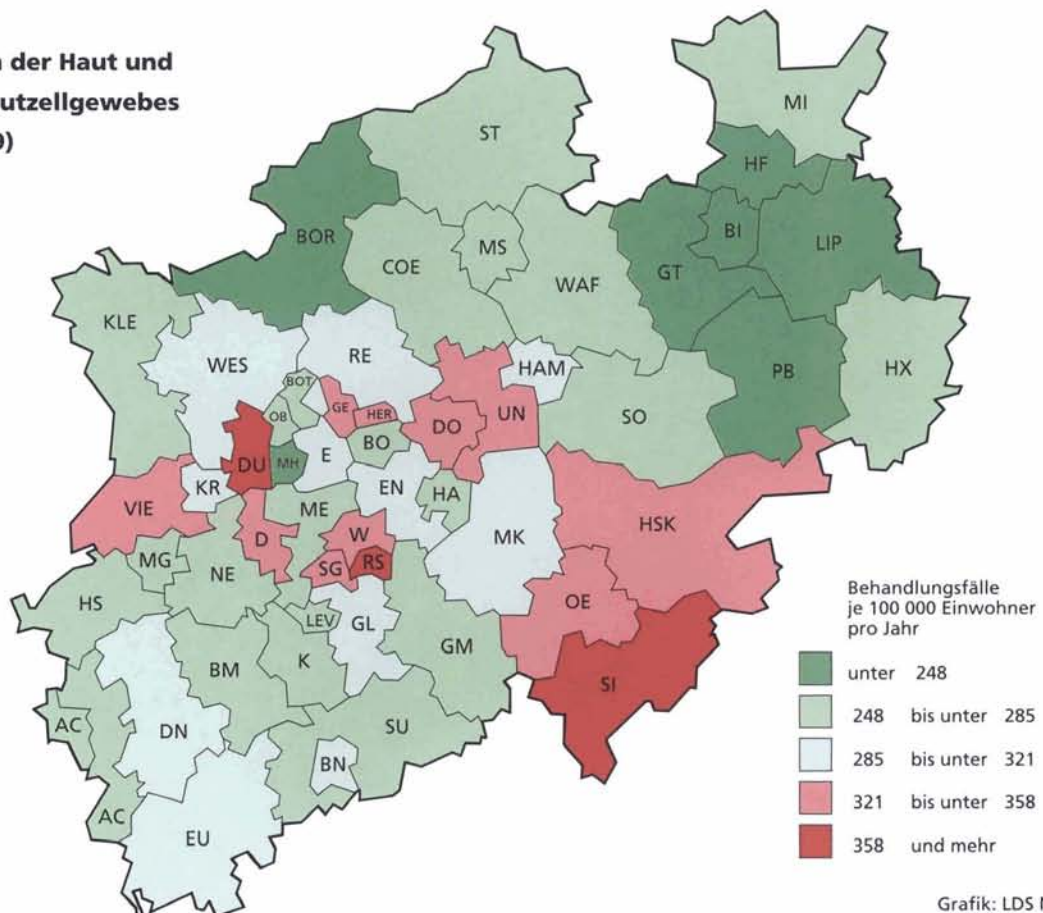 n der Haut und
utzellgewebes
9)
MI
ST
HF
BI
LIP
BOR
MS
GT
COE
WAF
KLE
PB
HX
WES
RE
HAM
BOT
GE
HER
UN
OB
DO
SO
BO
DU
MH
E
KR
EN
HA
VIE
ME
HSK
W
MK
D
SG
RS
MG
NE
OE
HS
LEV
GL
K
GM
BM
SI
AC
DN
SU
BN
AC
EU
Behandlungsfälle
je 100 000 Einwohner
pro Jahr
unter 248
248 bis unter 285
285 bis unter 321
321 bis unter 358
358 und mehr
Grafik: LDS N